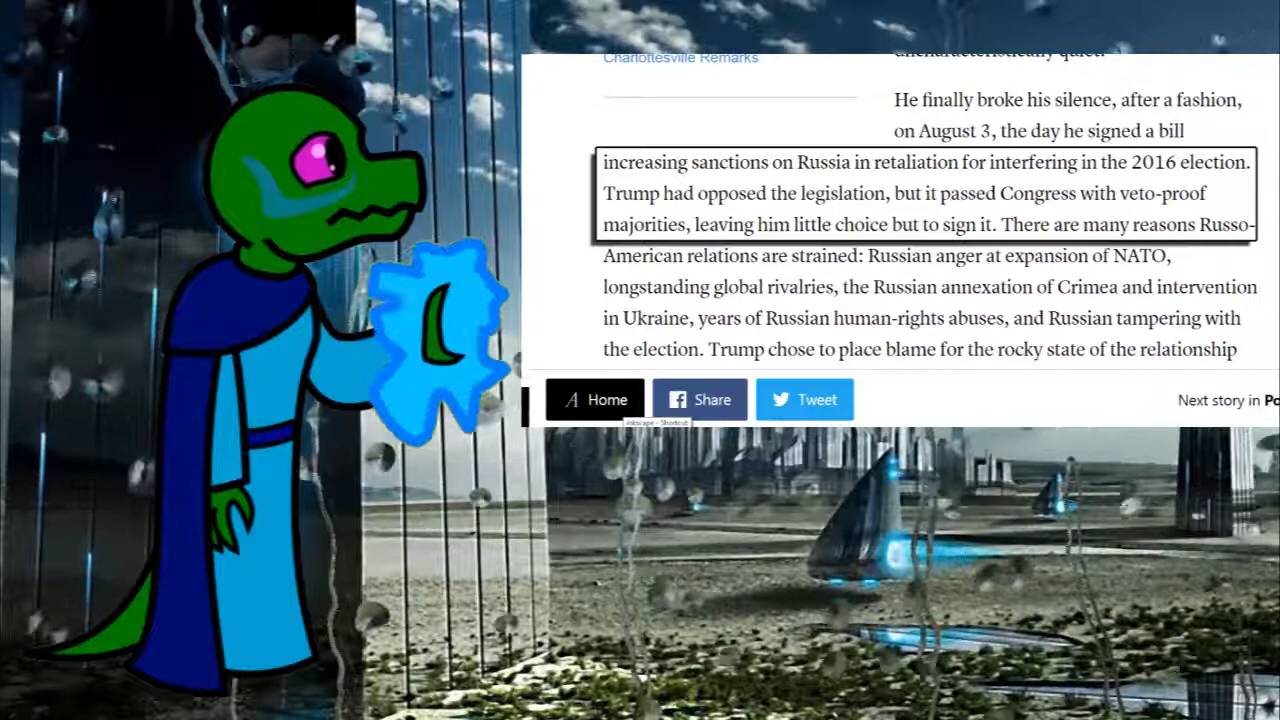 Charlottesville Remarks
uncharacteristically quiet.
He finally broke his silence, after a fashion,
on August 3, the day he signed a bill
increasing sanctions on Russia in retaliation for interfering in the 2016 election.
Trump had opposed the legislation, but it passed Congress with veto-proof
majorities, leaving him little choice but to sign it. There are many reasons Russo-
American relations are strained: Russian anger at expansion of NATO,
longstanding global rivalries, the Russian annexation of Crimea and intervention
in Ukraine, years of Russian human-rights abuses, and Russian tampering with
the election. Trump chose to place blame for the rocky state of the relationship
A Home
Share
Tweet
Next story in Po
Inkscape - Shortcut